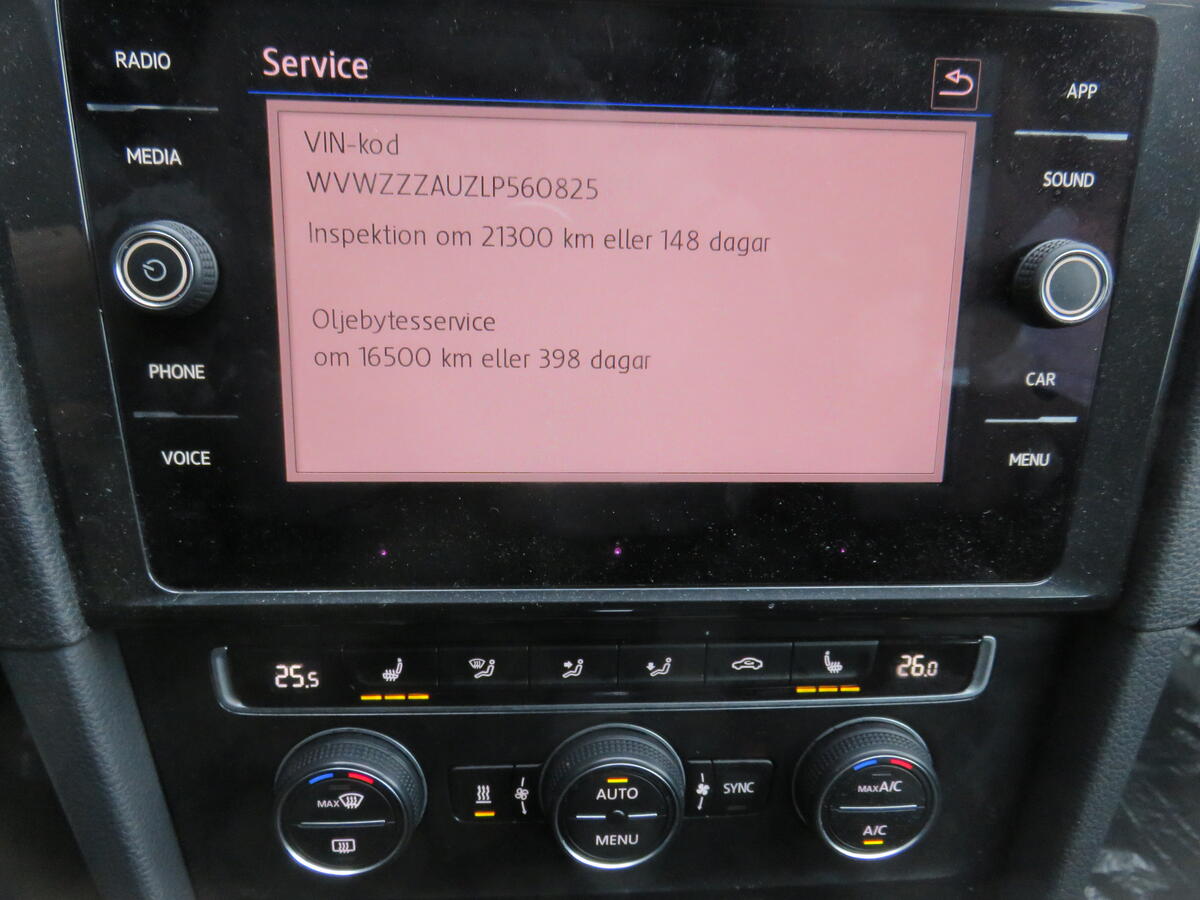 RADIO
MEDIA
PHONE
VOICE
Service
VIN-kod
WVWZZZAUZLP560825
Inspektion om 21300 km eller 148 dagar
Oljebytesservice
om 16500 km eller 398 dagar
APP
SOUND
CAR
MENU
25.5
26.0
MAX
AUTO
MENU
SYNC
MAX A/C
A/C